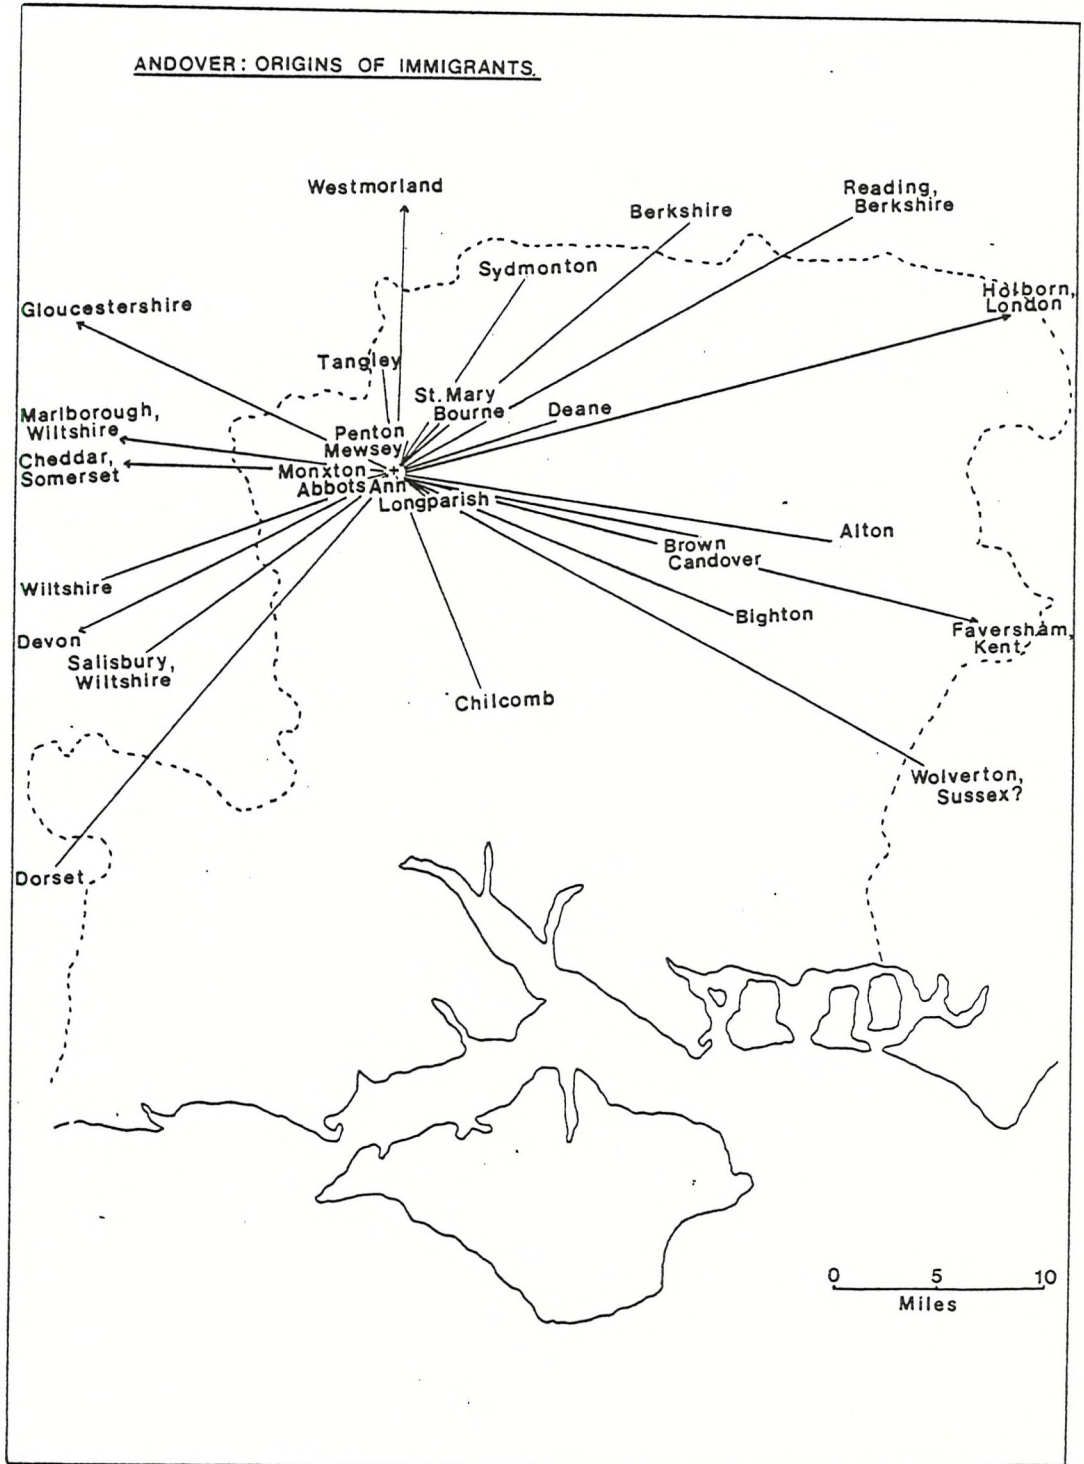 ANDOVER: ORIGINS OF IMMIGRANTS.
Westmorland
Reading,
Berkshire
Berkshire
Sydmonton
Holborn,
London
Gloucestershire
Tangley
St. Mary
Bourne
Deane
Marlborough,
Wiltshire
Penton
Mewsey
Cheddar,
Somerset
Monxton
Abbots Ann
Longparish
Alton
Brown
Candover
Wiltshire
Bighton
Faversham,
Kent
Devon
Salisbury,
Wiltshire
Chilcomb
Wolverton,
Sussex?
Dorset
0 5 10
Miles